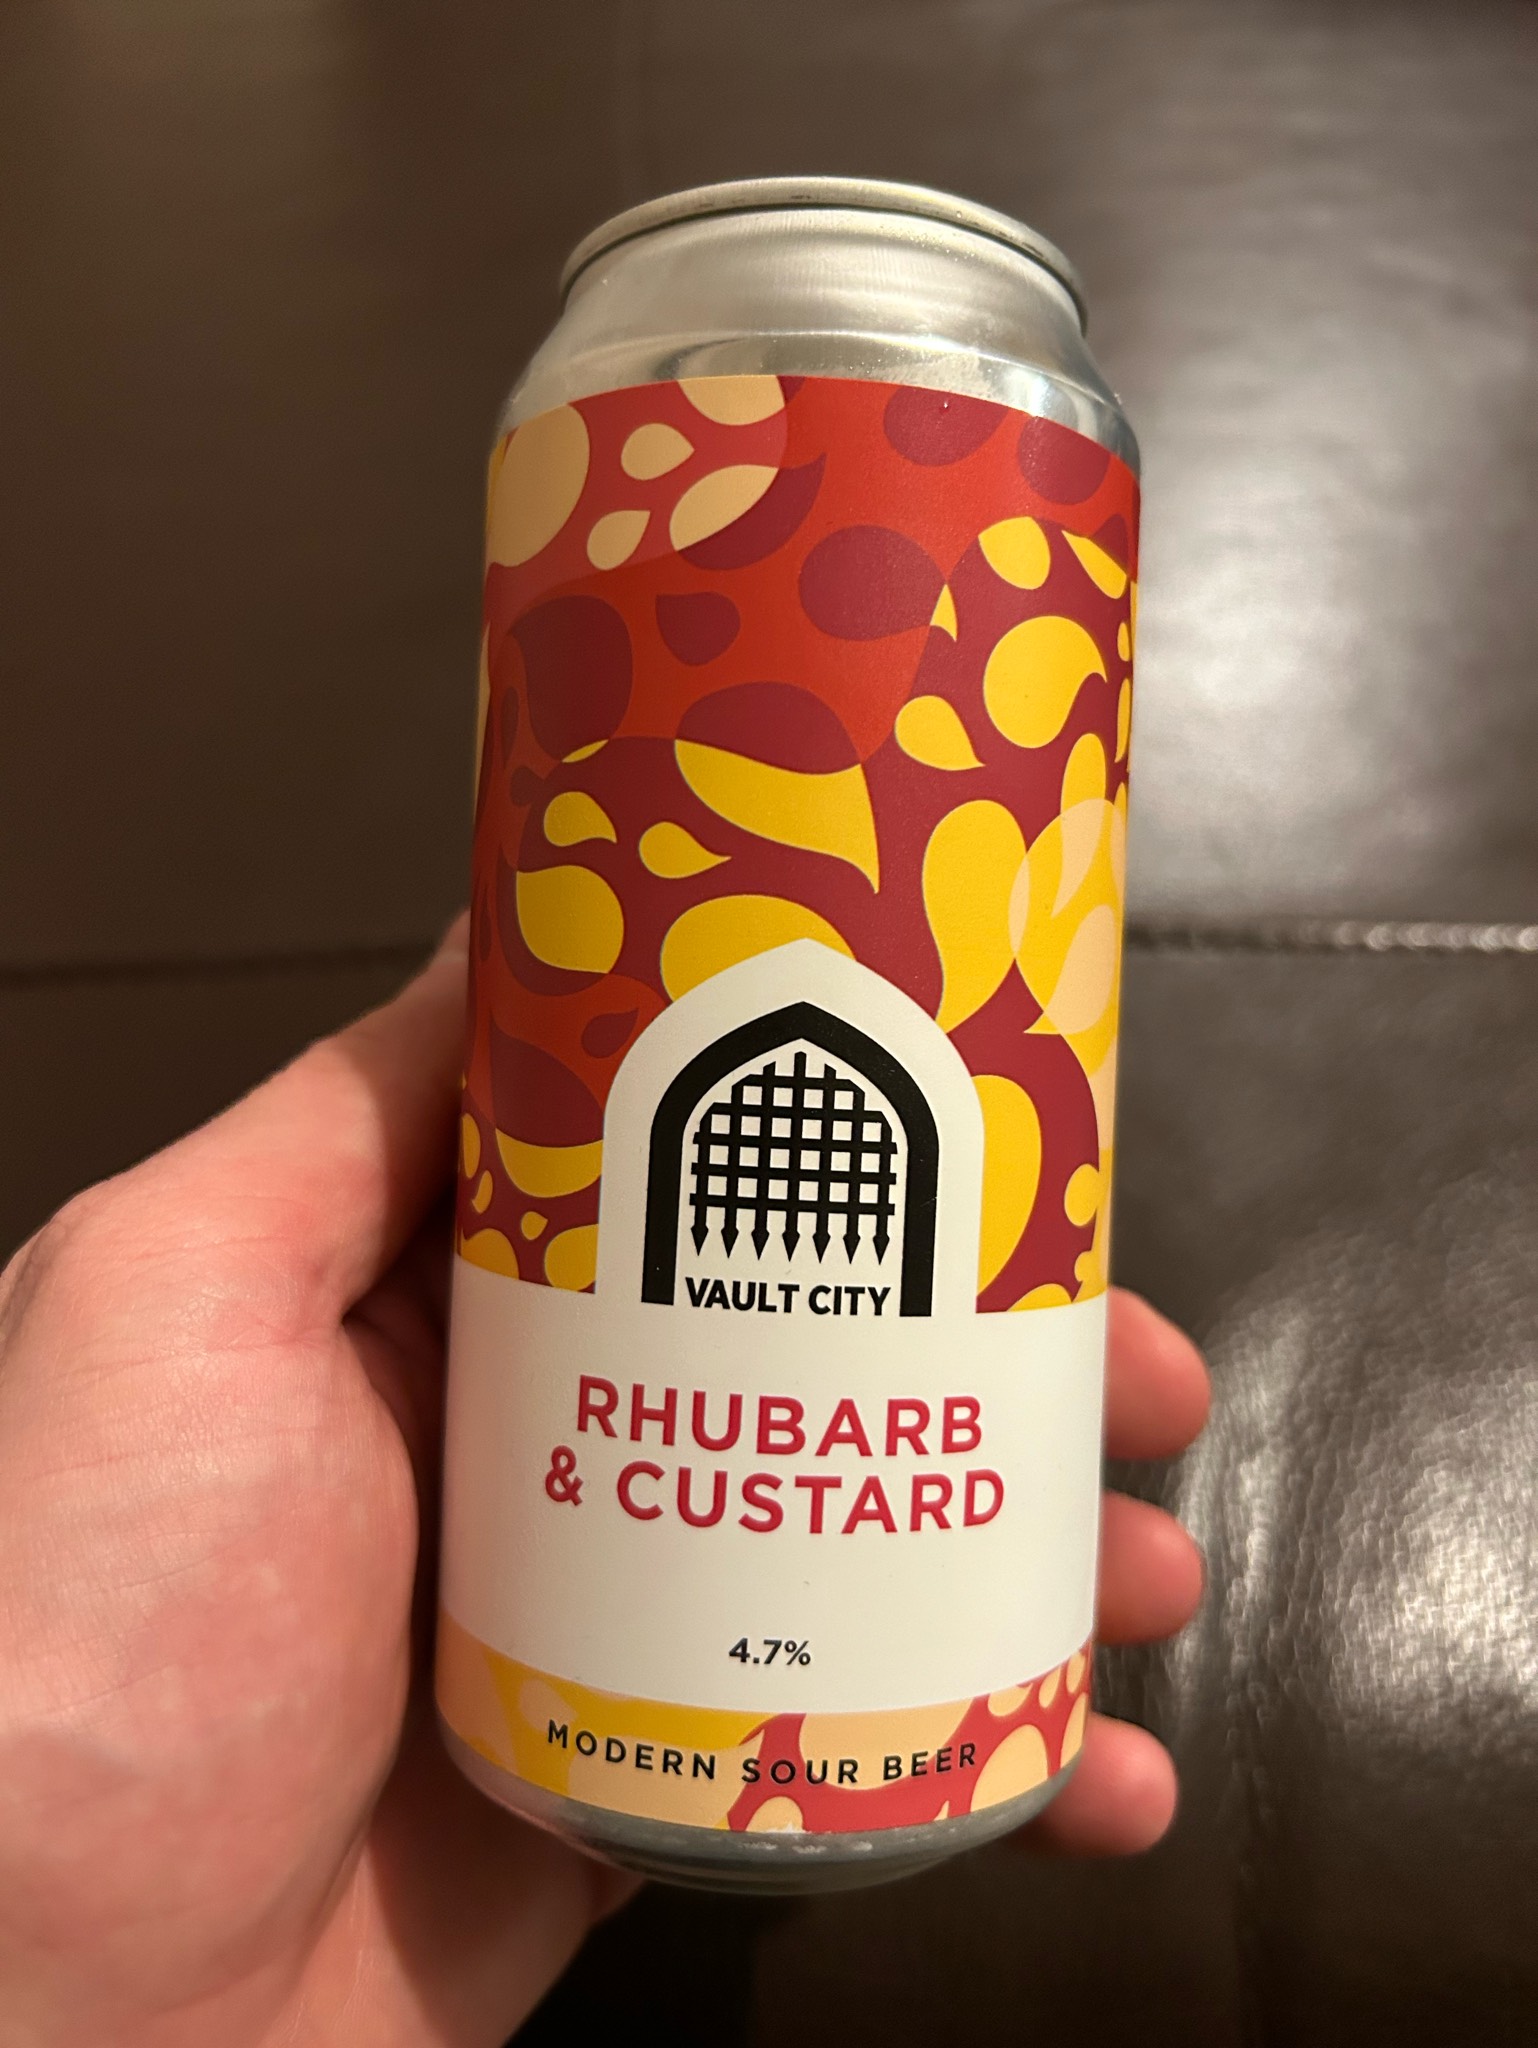 VAULT CITY
RHUBARB
& CUSTARD
4.7%
MODERN SOUR BEER